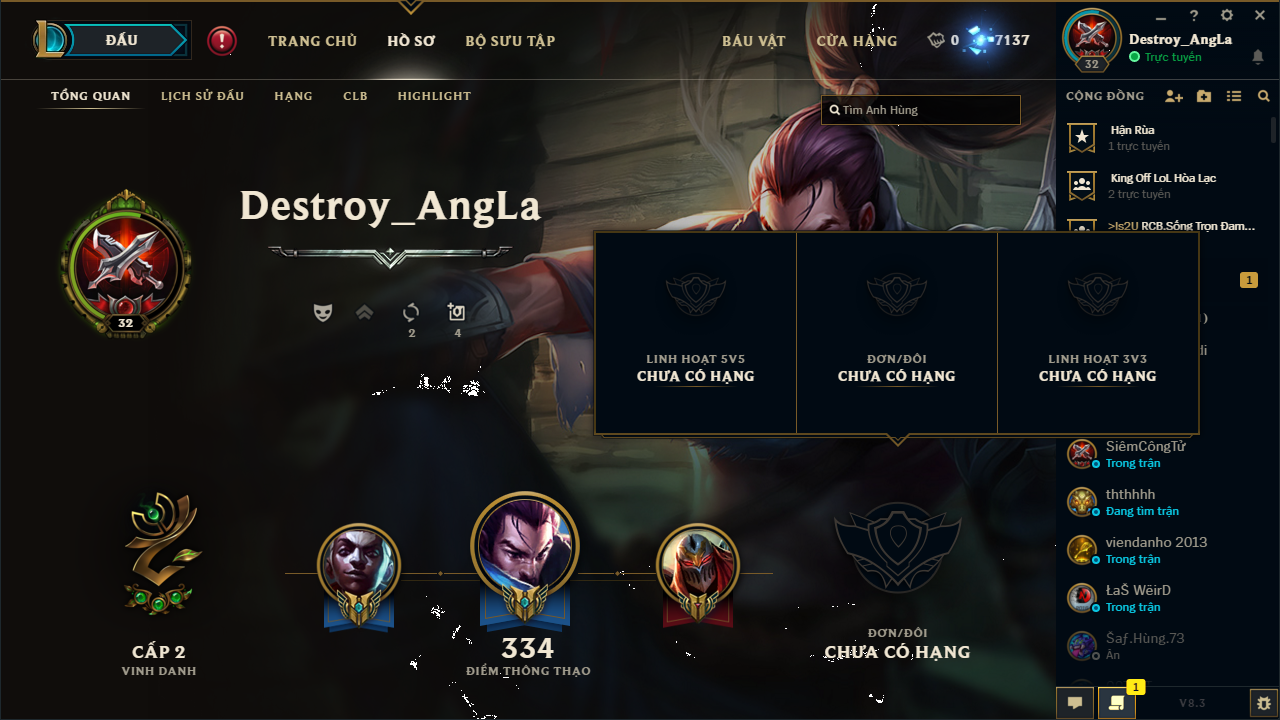 ĐẤU
TRANG CHỦ
HỒ SƠ
BỘ SƯU TẬP
BÁU VẬT
CỬA HÀNG
0
7137
32
Destroy_AngLa
Trực tuyến
TỔNG QUAN
LỊCH SỬ ĐẤU
HẠNG
CLB
HIGHLIGHT
Tìm Anh Hùng
CỘNG ĐỒNG
Hận Rùa
1 trực tuyến
King Off LoL Hòa Lạc
2 trực tuyến
>Is2U RCB.Sống Trọn Đam...
1
Destroy_AngLa
32
2
4
LINH HOẠT 5V5
CHƯA CÓ HẠNG
ĐƠN/ĐÔI
CHƯA CÓ HẠNG
LINH HOẠT 3V3
CHƯA CÓ HẠNG
)
di
SiêmCôngTử
Trong trận
ththhhh
Đang tìm trận
viendanho 2013
Trong trận
ŁaŠ WëirD
Trong trận
Šaƒ.Hùng.73
Ẩn
CẤP 2
VINH DANH
334
ĐIỂM THÔNG THẠO
ĐƠN/ĐÔI
CHƯA CÓ HẠNG
1
V8.3